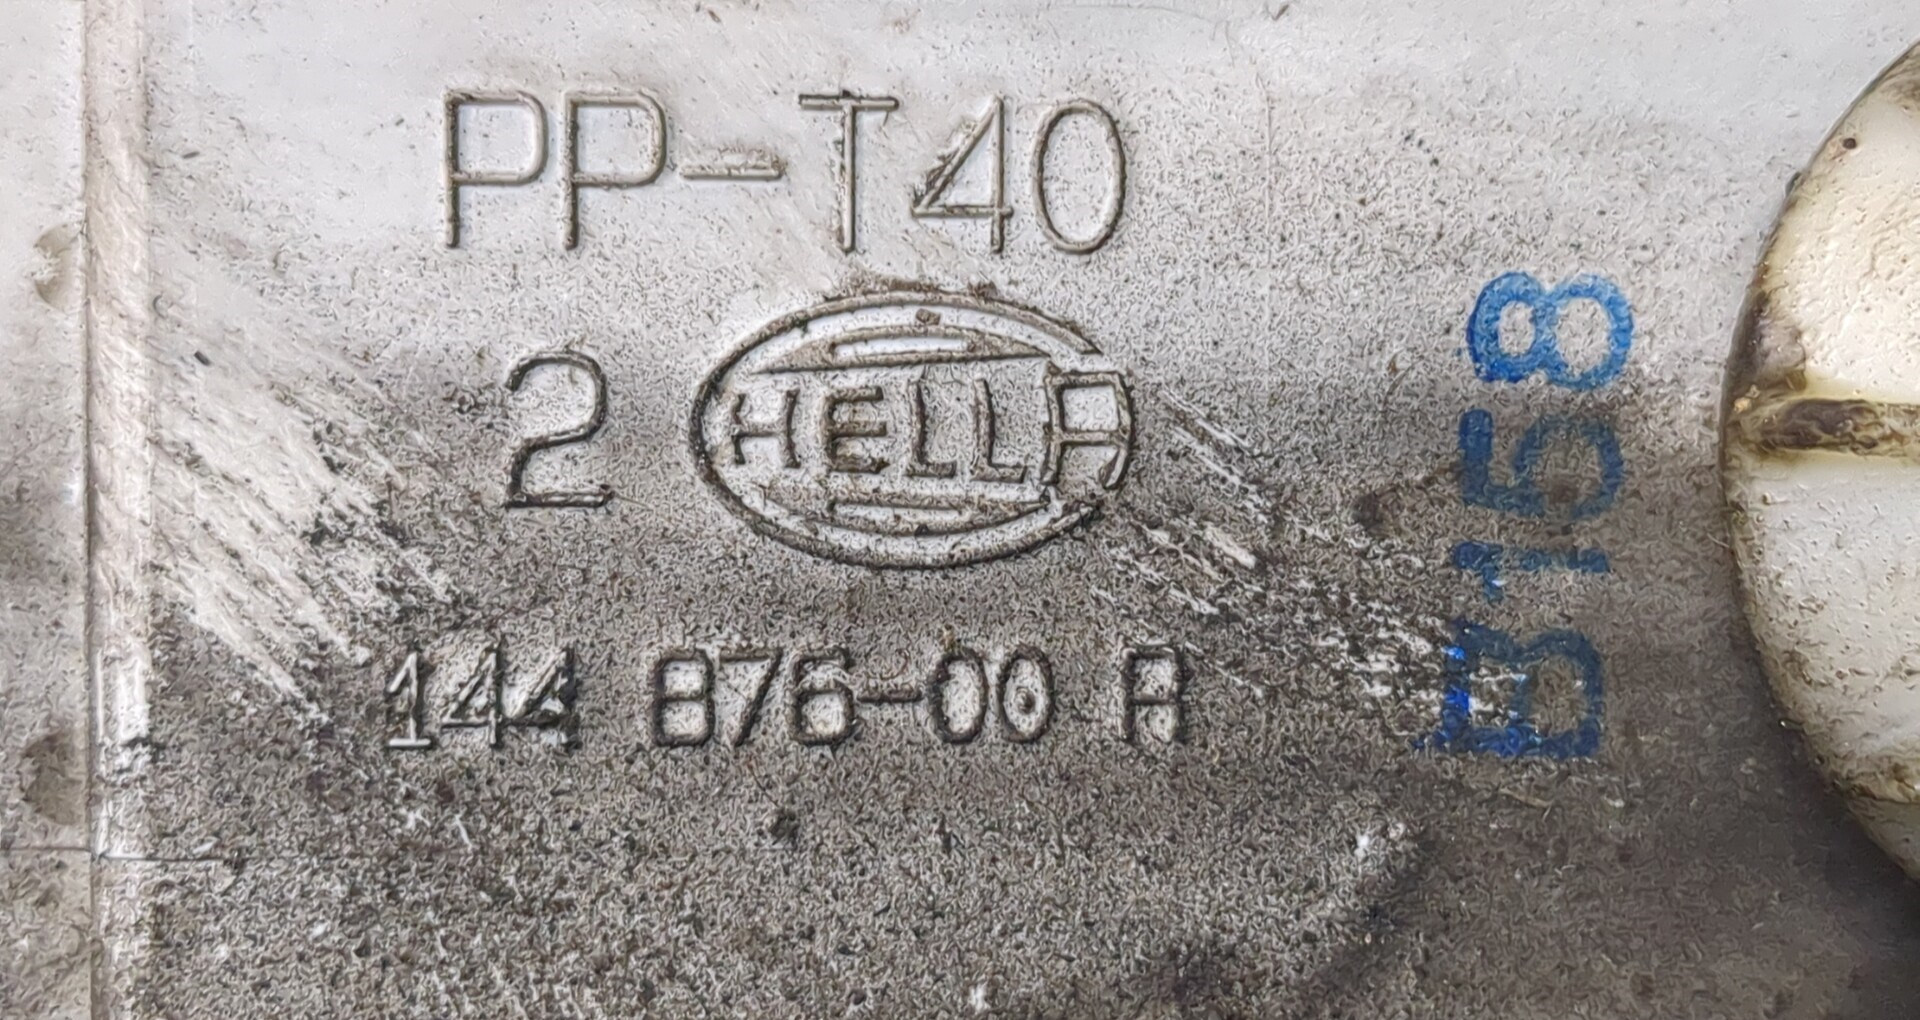 PP-T40
2 HELLA
144 876-00 R
B158